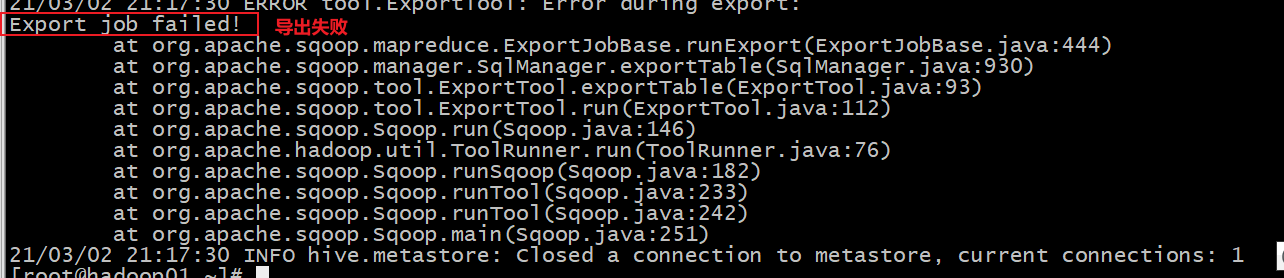 21/03/02 21:17:30 ERROR tool.ExportTool: Error during export:
Export job failed! 导出失败
at org.apache.sqoop.mapreduce.ExportJobBase.runExport(ExportJobBase.java:444)
at org.apache.sqoop.manager.SqlManager.exportTable(SqlManager.java:930)
at org.apache.sqoop.tool.ExportTool.exportTable(ExportTool.java:93)
at org.apache.sqoop.tool.ExportTool.run(ExportTool.java:112)
at org.apache.sqoop.Sqoop.run(Sqoop.java:146)
at org.apache.hadoop.util.ToolRunner.run(ToolRunner.java:76)
at org.apache.sqoop.Sqoop.runSqoop(Sqoop.java:182)
at org.apache.sqoop.Sqoop.runTool(Sqoop.java:233)
at org.apache.sqoop.Sqoop.runTool(Sqoop.java:242)
at org.apache.sqoop.Sqoop.main(Sqoop.java:251)
21/03/02 21:17:30 INFO hive.metastore: Closed a connection to metastore, current connections: 1
[root@hadoop01 ~]#